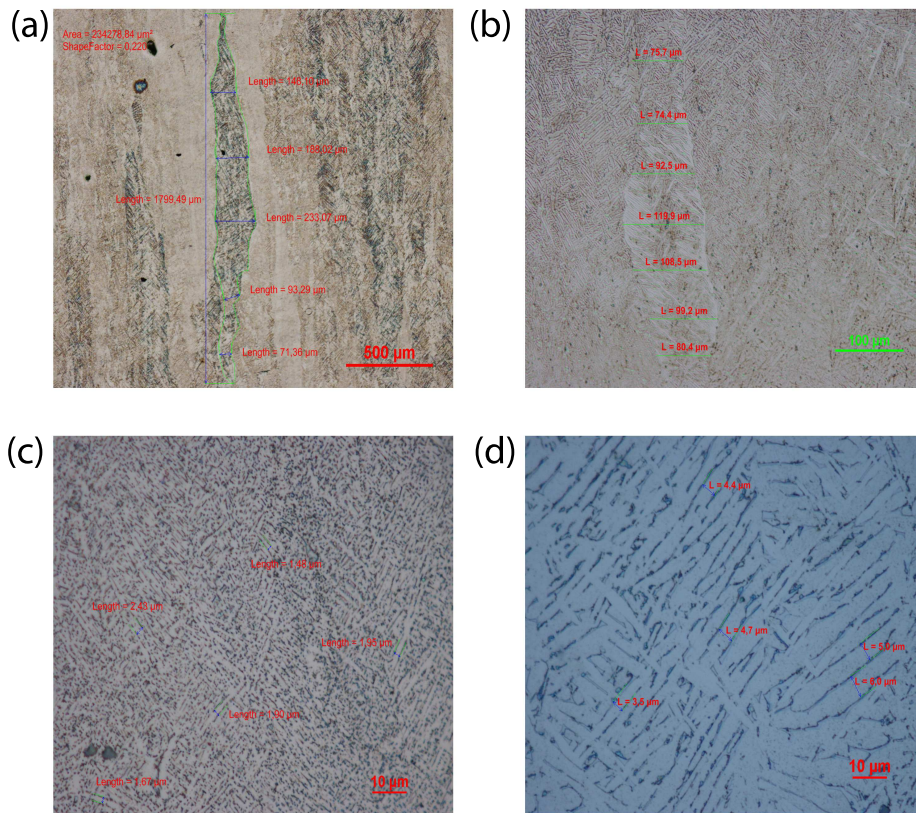 (a)
Area = 234278,84 µm²
ShapeFactor = 0,220
Length = 146,14 µm
Length = 188,02 µm
Length = 1799,49 µm
Length = 233,07 µm
Length = 93,29 µm
Length = 71,36 µm
500 µm
(b)
L = 75,7 µm
L = 74,4 µm
L = 92,5 µm
L = 119,9 µm
L = 108,5 µm
L = 99,2 µm
L = 80,4 µm
100 µm
(c)
Length = 1,48 µm
Length = 2,43 µm
Length = 1,95 µm
Length = 1,90 µm
Length = 1,67 µm
10 µm
(d)
L = 4,4 µm
L = 4,7 µm
L = 5,0 µm
L = µm
L = 3,5 µm
10 µm